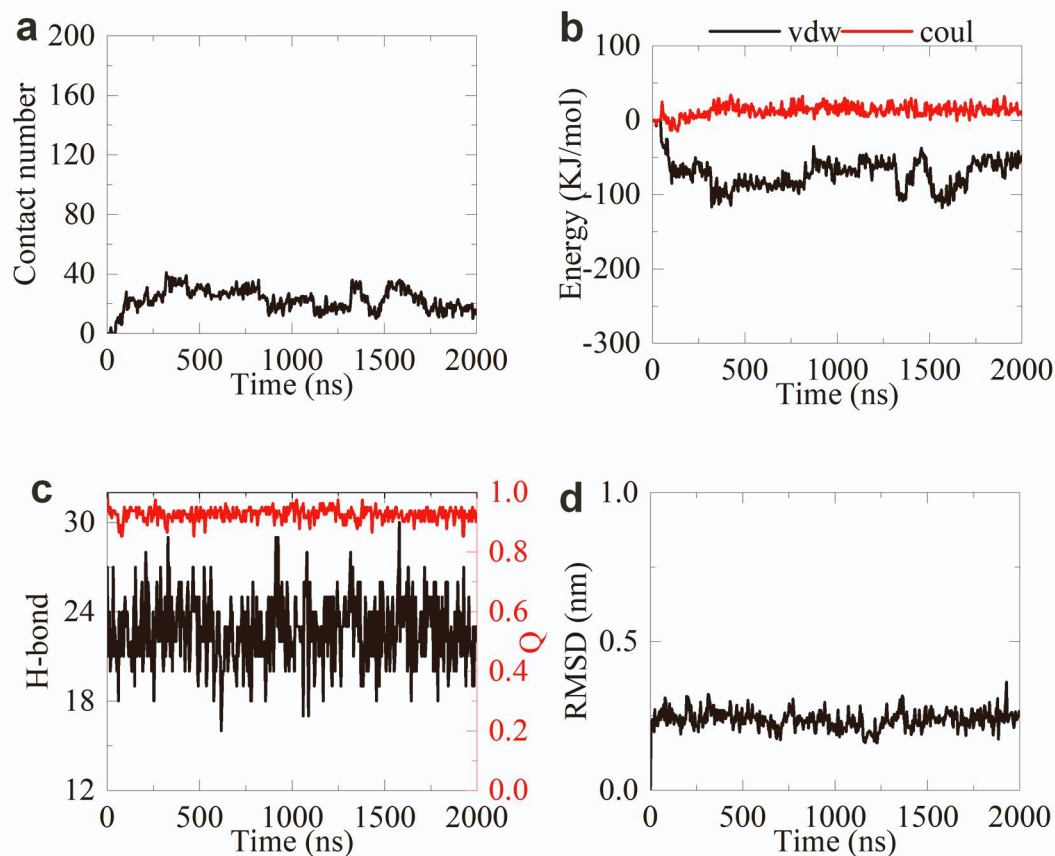 a
200
160
120
80
40
0
Contact number
0 500 1000 1500 2000
Time (ns)
b
vdw coul
100
0
-100
-200
-300
Energy (KJ/mol)
0 500 1000 1500 2000
Time (ns)
c
30
24
18
12
H-bond
1.0
0.8
0.6
0.4
0.2
0.0
Q
0 500 1000 1500 2000
Time (ns)
d
1.0
0.5
0.0
RMSD (nm)
0 500 1000 1500 2000
Time (ns)